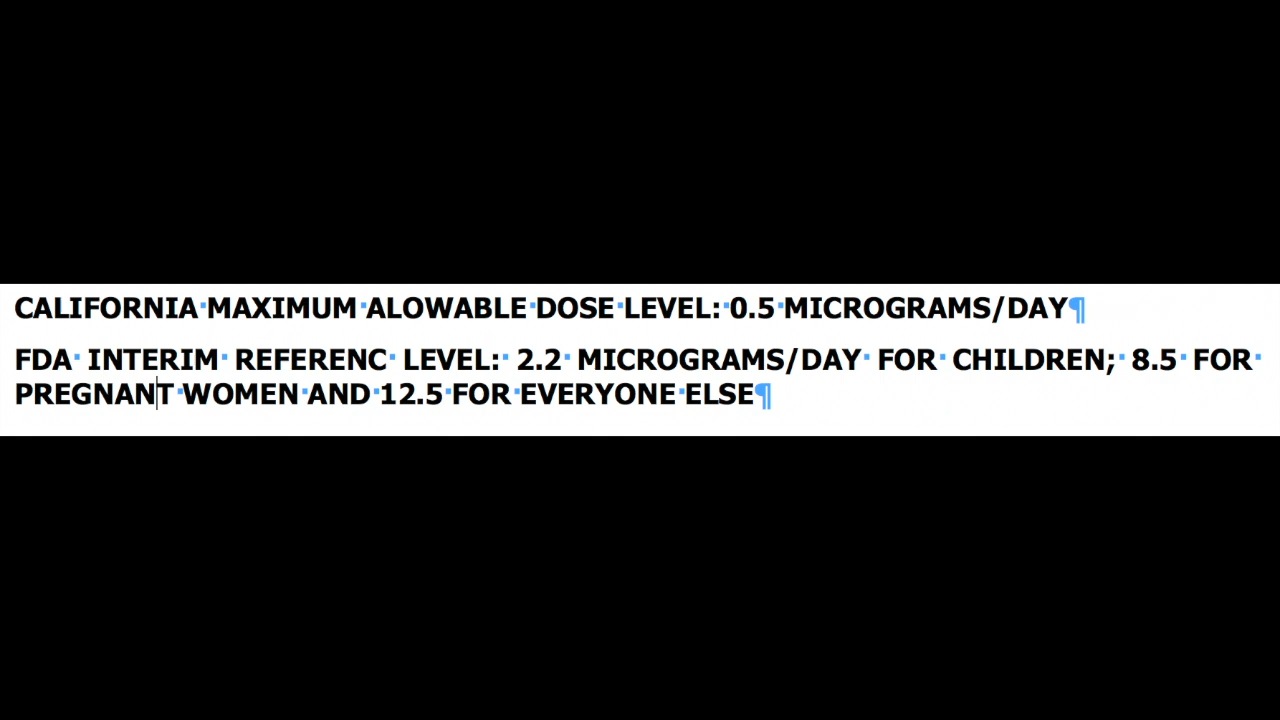 CALIFORNIA MAXIMUM ALOWABLE DOSE LEVEL: 0.5 MICROGRAMS/DAY¶
FDA INTERIM REFERENC LEVEL: 2.2 MICROGRAMS/DAY FOR CHILDREN; 8.5 FOR
PREGNANT WOMEN AND 12.5 FOR EVERYONE ELSE¶